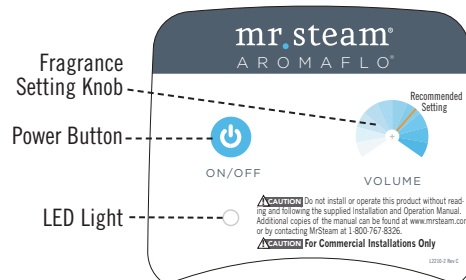 mr.steam®
AROMAFLO®
Fragrance
Setting Knob
Recommended
Setting
Power Button
ON/OFF
VOLUME
LED Light
CAUTION Do not install or operate this product without read-
ing and following the supplied Installation and Operation Manual.
Additional copies of the manual can be found at www.mrsteam.com
or by contacting MrSteam at 1-800-767-8326.
CAUTION For Commercial Installations Only
L2210-2 Rev C